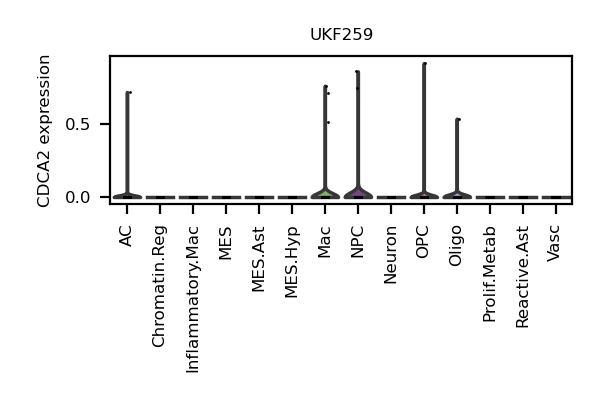 UKF259
CDCA2 expression
0.5
0.0
AC
Chromatin.Reg
Inflammatory.Mac
MES
MES.Ast
MES.Hyp
Mac
NPC
Neuron
OPC
Oligo
Prolif.Metab
Reactive.Ast
Vasc